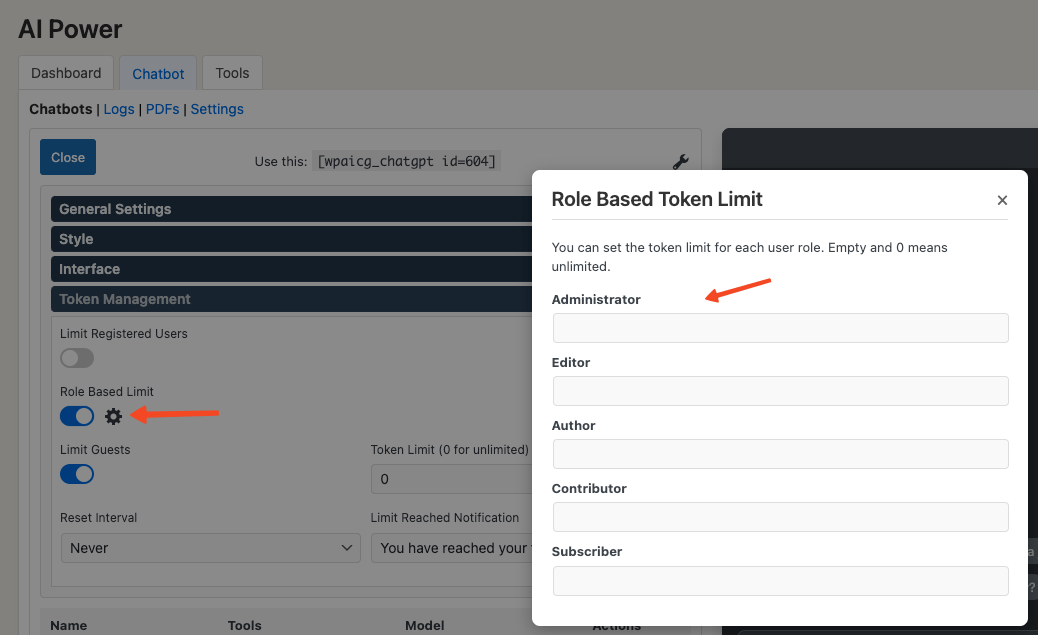 AI Power
Dashboard
Chatbot
Tools
Chatbots | Logs | PDFs | Settings
Close
Use this: [wpaicg_chatgpt id=604]
General Settings
Style
Interface
Token Management
Limit Registered Users
Role Based Limit
Limit Guests
Token Limit (0 for unlimited)
0
Reset Interval
Limit Reached Notification
Never
You have reached your
Name
Tools
Model
Actions
Role Based Token Limit
×
You can set the token limit for each user role. Empty and 0 means
unlimited.
Administrator
Editor
Author
Contributor
Subscriber
a
?